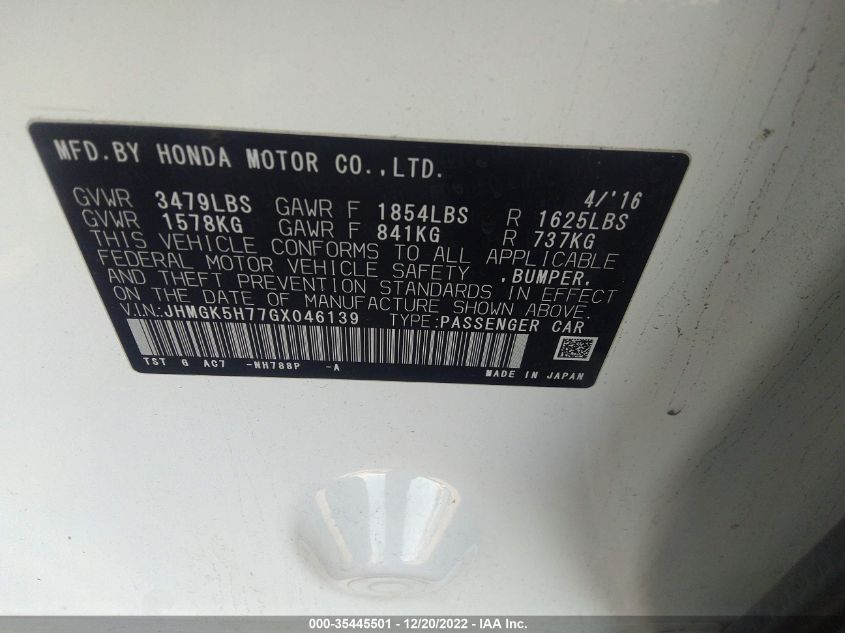 MFD.BY HONDA MOTOR CO.,LTD.
4/'16
GVWR 3479LBS GAWR F 1854LBS R 1625LBS
GVWR 1578KG GAWR F 841KG R 737KG
THIS VEHICLE CONFORMS TO ALL APPLICABLE
FEDERAL MOTOR VEHICLE SAFETY ,BUMPER,
AND THEFT PREVENTION STANDARDS IN EFFECT
ON THE DATE OF MANUFACTURE SHOWN ABOVE.
V.IN:JHMGK5H77GX046139 TYPE:PASSENGER CAR
TST G AC7 -NH788P -A
MADE IN JAPAN
000-35445501 - 12/20/2022 - IAA Inc.